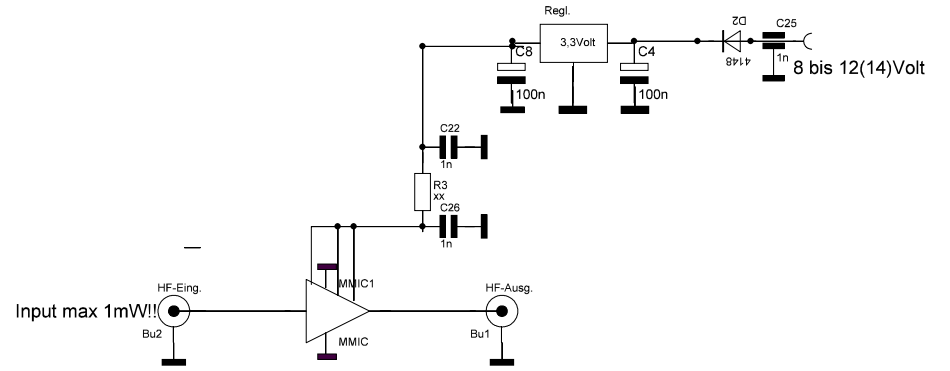 Regl.
3,3Volt
C8
100n
C4
100n
D2
4148
C25
1n
8 bis 12(14)Volt
C22
1n
R3
xx
C26
1n
MMIC1
MMIC
HF-Eing.
Input max 1mW!!
Bu2
HF-Ausg.
Bu1